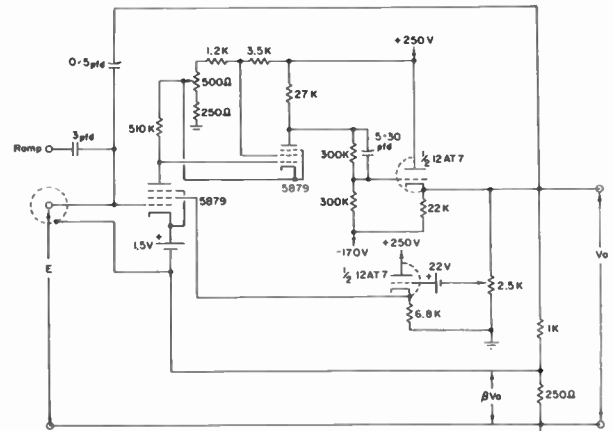 +250V
1.2K
3.5K
0-5pfd
500Ω
27K
250Ω
510K
5-30
pfd
Ramp
3pfd
300K
½ 12AT7
5879
5879
300K
22K
1.5V
-170V
+250V
½ 12AT7
22V
E
2.5K
Vo
6.8K
1K
βVo
250Ω